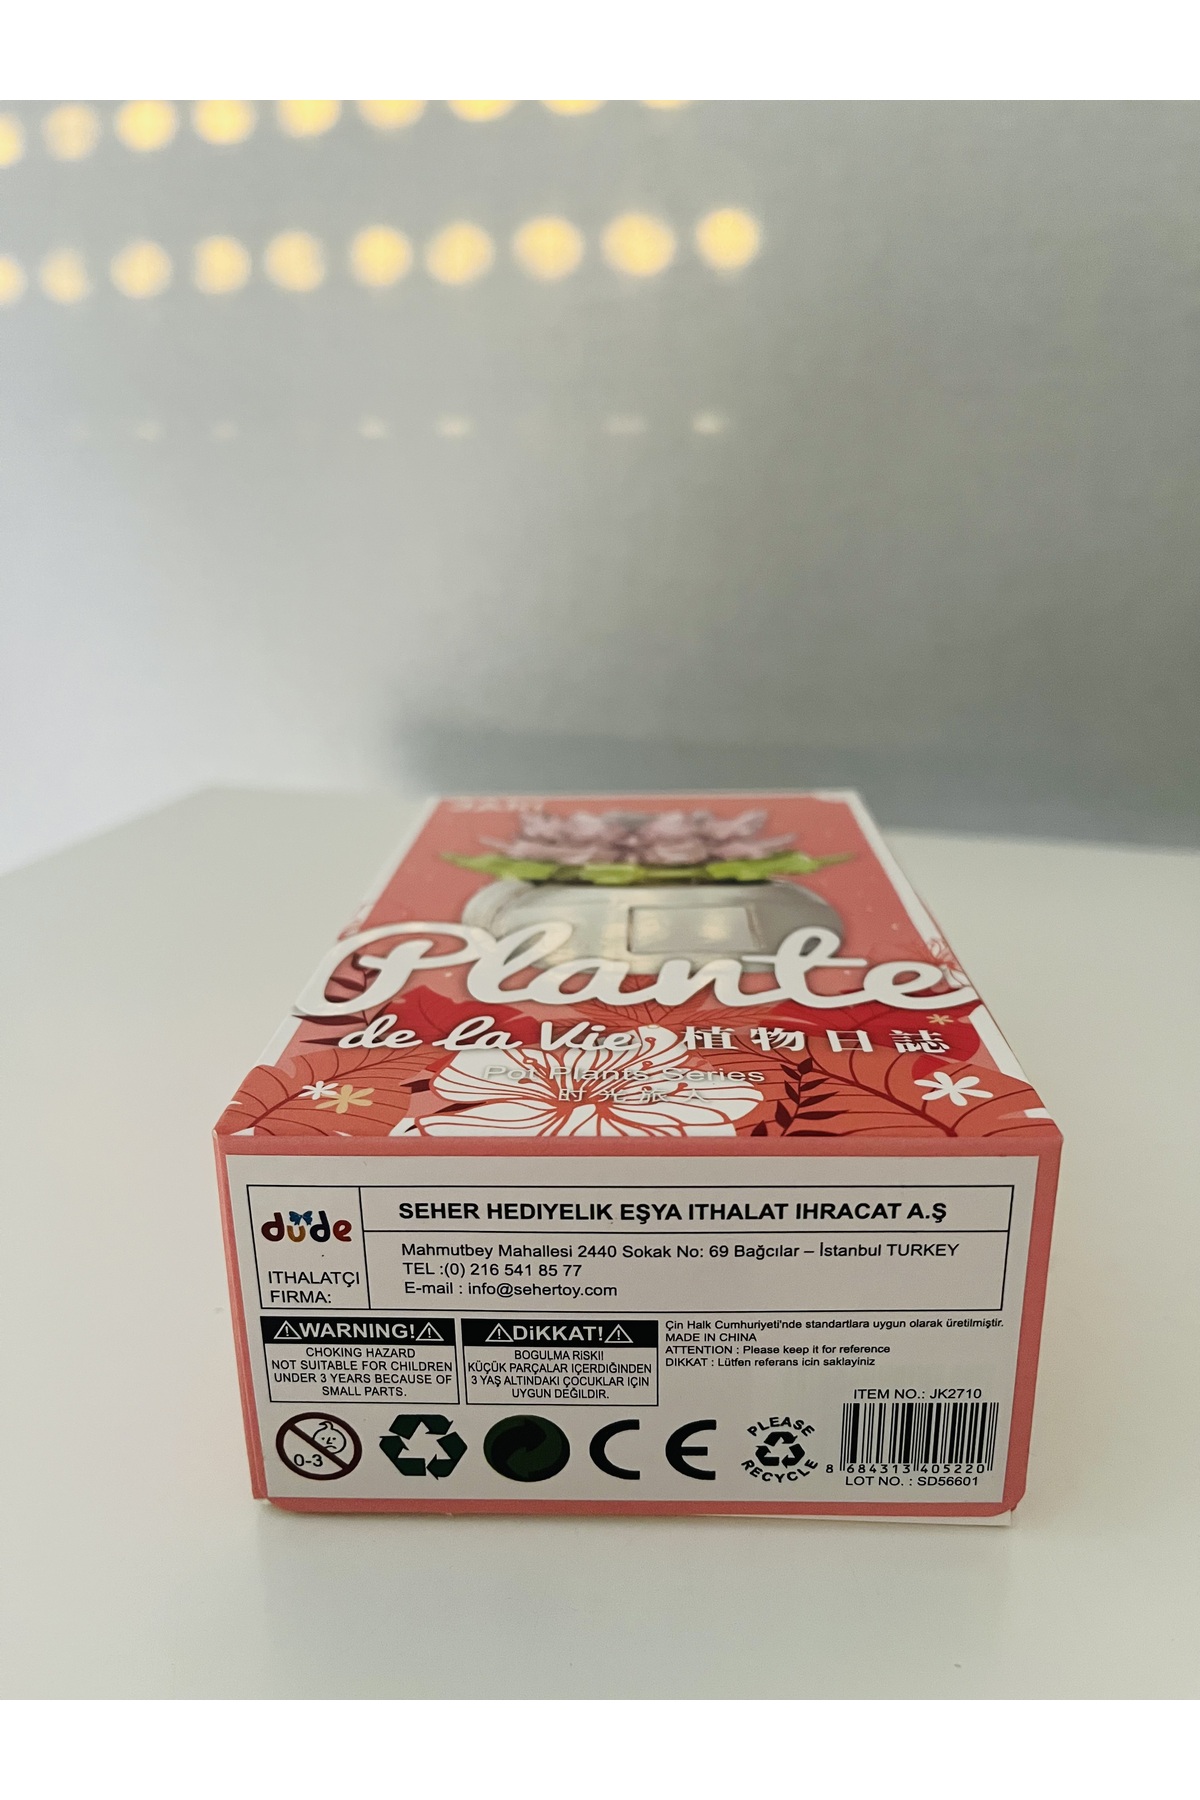 Plante
de la Vie 植物日誌
Pot Plants Series
时光旅人
dude
ITHALATÇI
FIRMA:
SEHER HEDIYELIK EŞYA ITHALAT IHRACAT A.Ş
Mahmutbey Mahallesi 2440 Sokak No: 69 Bağcılar – İstanbul TURKEY
TEL :(0) 216 541 85 77
E-mail : info@sehertoy.com
⚠WARNING!⚠
CHOKING HAZARD
NOT SUITABLE FOR CHILDREN
UNDER 3 YEARS BECAUSE OF
SMALL PARTS.
⚠DiKKAT!⚠
BOGULMA RiSKI!
KÜÇÜK PARÇALAR IÇERDIĞINDEN
3 YAŞ ALTINDAKI ÇOCUKLAR IÇIN
UYGUN DEĞILDIR.
Çin Halk Cumhuriyeti'nde standartlara uygun olarak üretilmiştir.
MADE IN CHINA
ATTENTION : Please keep it for reference
DIKKAT : Lütfen referans icin saklayiniz
0-3
CE
PLEASE
RECYCLE
ITEM NO.: JK2710
8 684313 405220
LOT NO. : SD56601